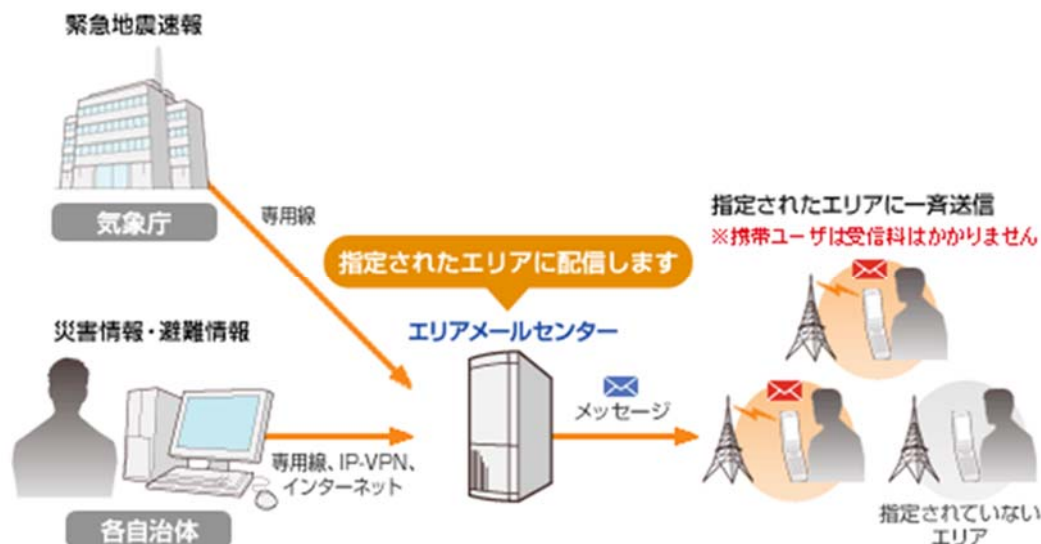 緊急地震速報
気象庁
専用線
指定されたエリアに配信します
エリアメールセンター
災害情報・避難情報
専用線、IP-VPN、
インターネット
各自治体
メッセージ
指定されたエリアに一斉送信
※携帯ユーザは受信料はかかりません
指定されていない
エリア